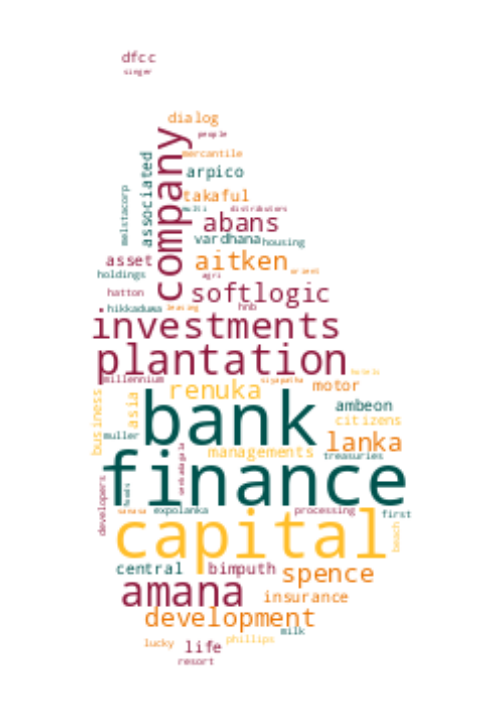 dfcc
singer
dialog
people
company
mercantile
associated
arpico
melstacorp
takaful
multi
distributors
abans
vardhana
housing
asset
aitken
holdings
agri
orient
hatton
softlogic
hikkaduwa
leasing
hnb
investments
plantation
millennium
siyapatha
hotels
renuka
motor
business
asia
bank
ambeon
citizens
muller
lanka
managements
treasuries
sanasa
finance
developers
foods
expolanka
processing
first
capital
beach
central
bimputh
spence
amana
insurance
development
milk
lucky
life
phillips
resort